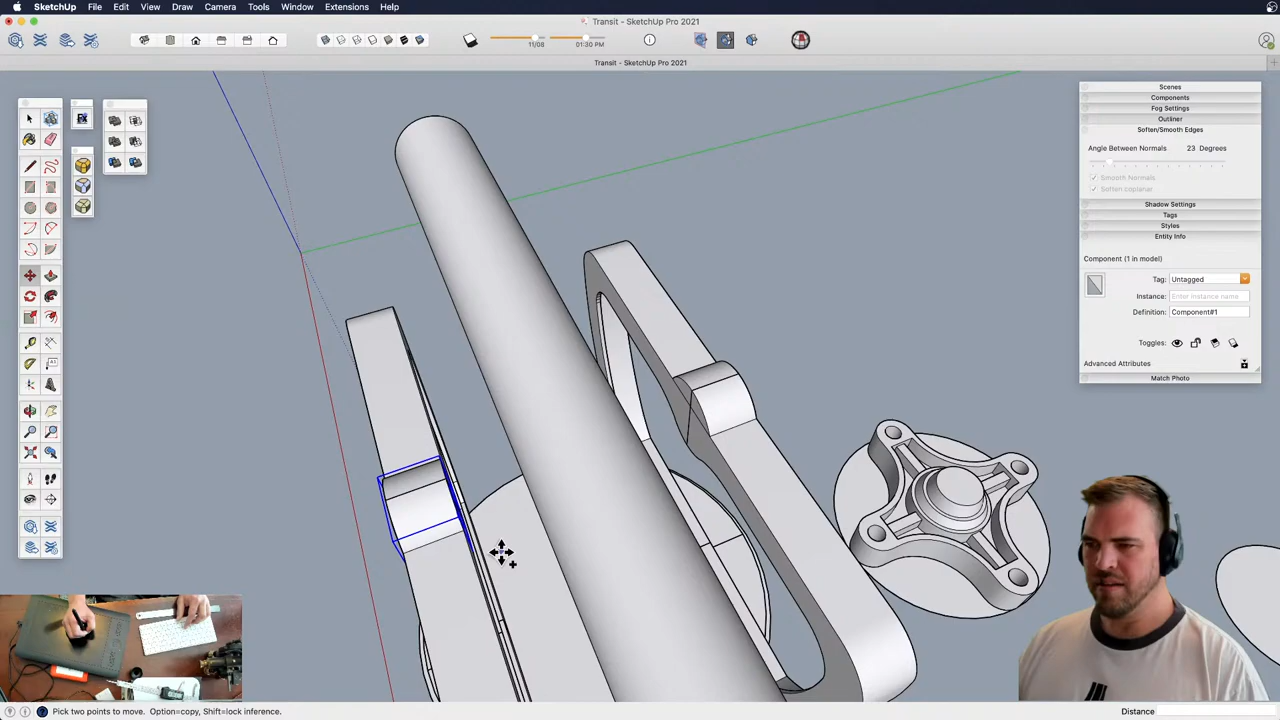 SketchUp File Edit View Draw Camera Tools Window Extensions Help
Transit - SketchUp Pro 2021
11/08 01:30 PM
Transit - SketchUp Pro 2021
Scenes
Components
Fog Settings
Outliner
Soften/Smooth Edges
Angle Between Normals 23 Degrees
Smooth Normals
Soften coplanar
Shadow Settings
Tags
Styles
Entity Info
Component (1 in model)
Tag: Untagged
Instance: Enter instance name
Definition: Component#1
Toggles:
Advanced Attributes
Match Photo
Pick two points to move. Option=copy, Shift=lock inference.
Distance